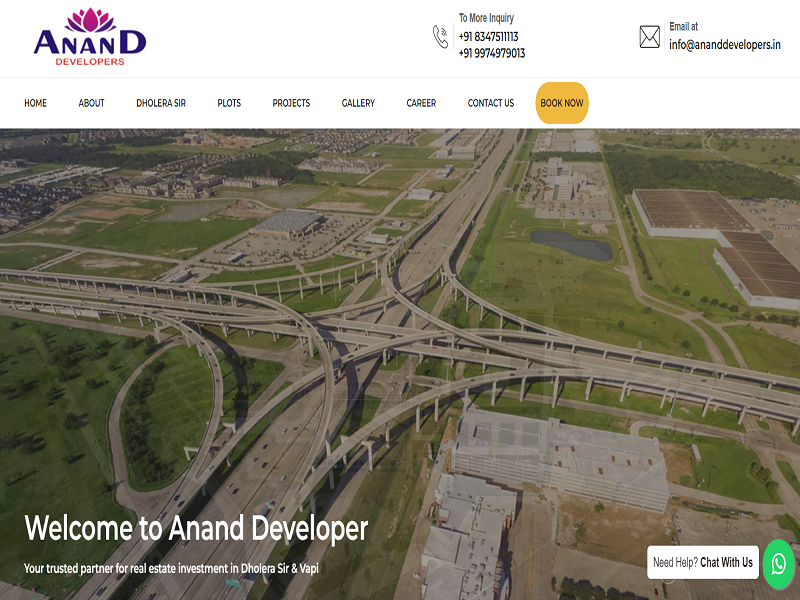 ANAND
DEVELOPERS
To More Inquiry
+91 8347511113
+91 9974979013
Email at
info@ananddevelopers.in
HOME
ABOUT
DHOLERA SIR
PLOTS
PROJECTS
GALLERY
CAREER
CONTACT US
BOOK NOW
Welcome to Anand Developer
Your trusted partner for real estate investment in Dholera Sir & Vapi
Need Help? Chat With Us